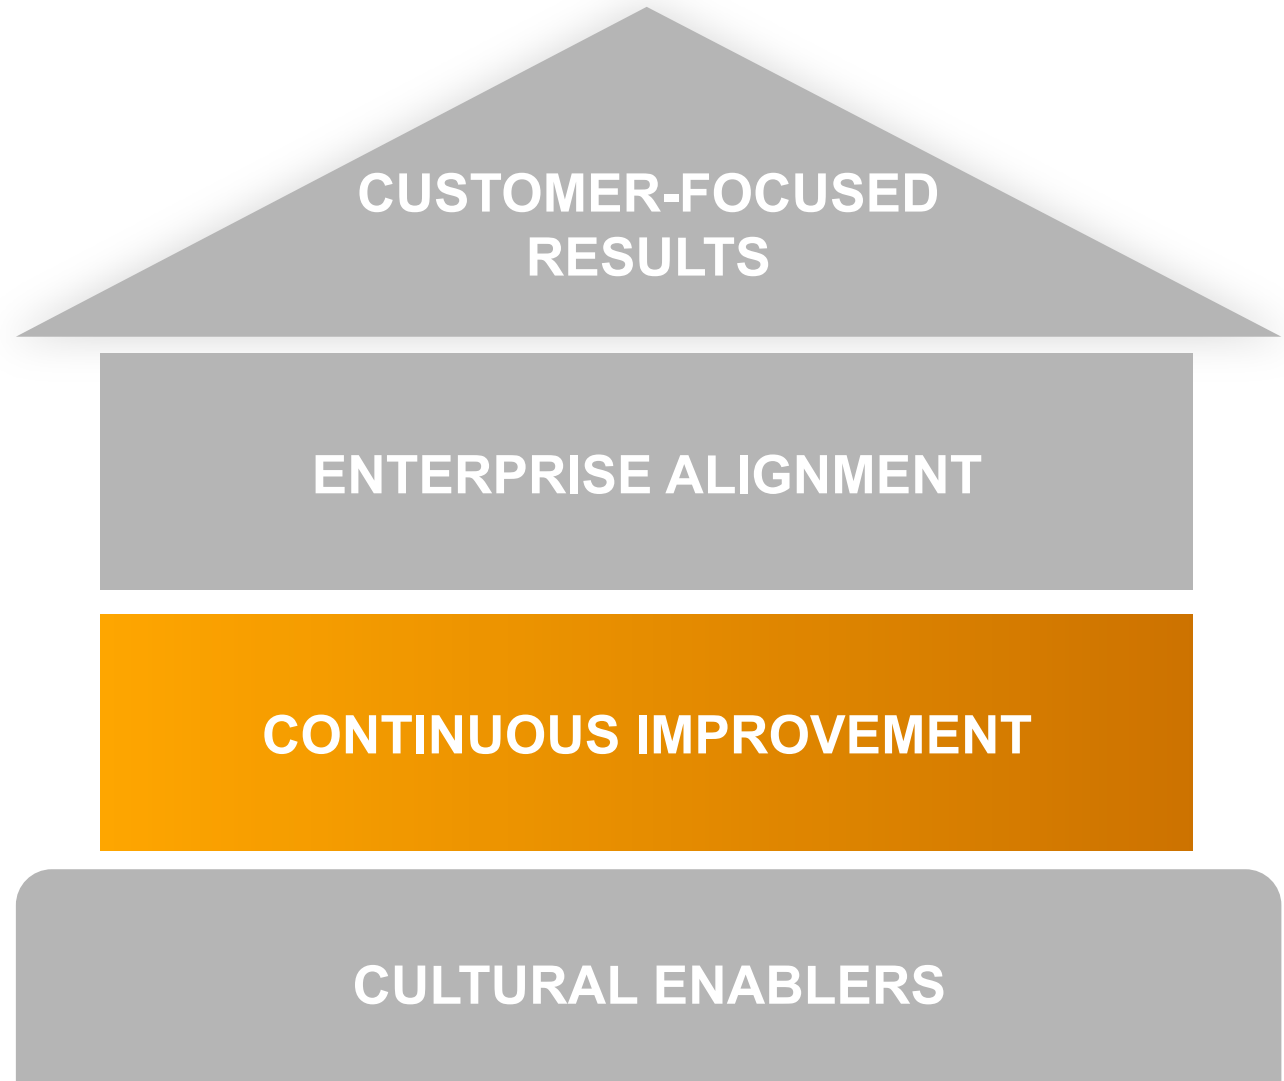 CUSTOMER-FOCUSED
RESULTS
ENTERPRISE ALIGNMENT
CONTINUOUS IMPROVEMENT
CULTURAL ENABLERS